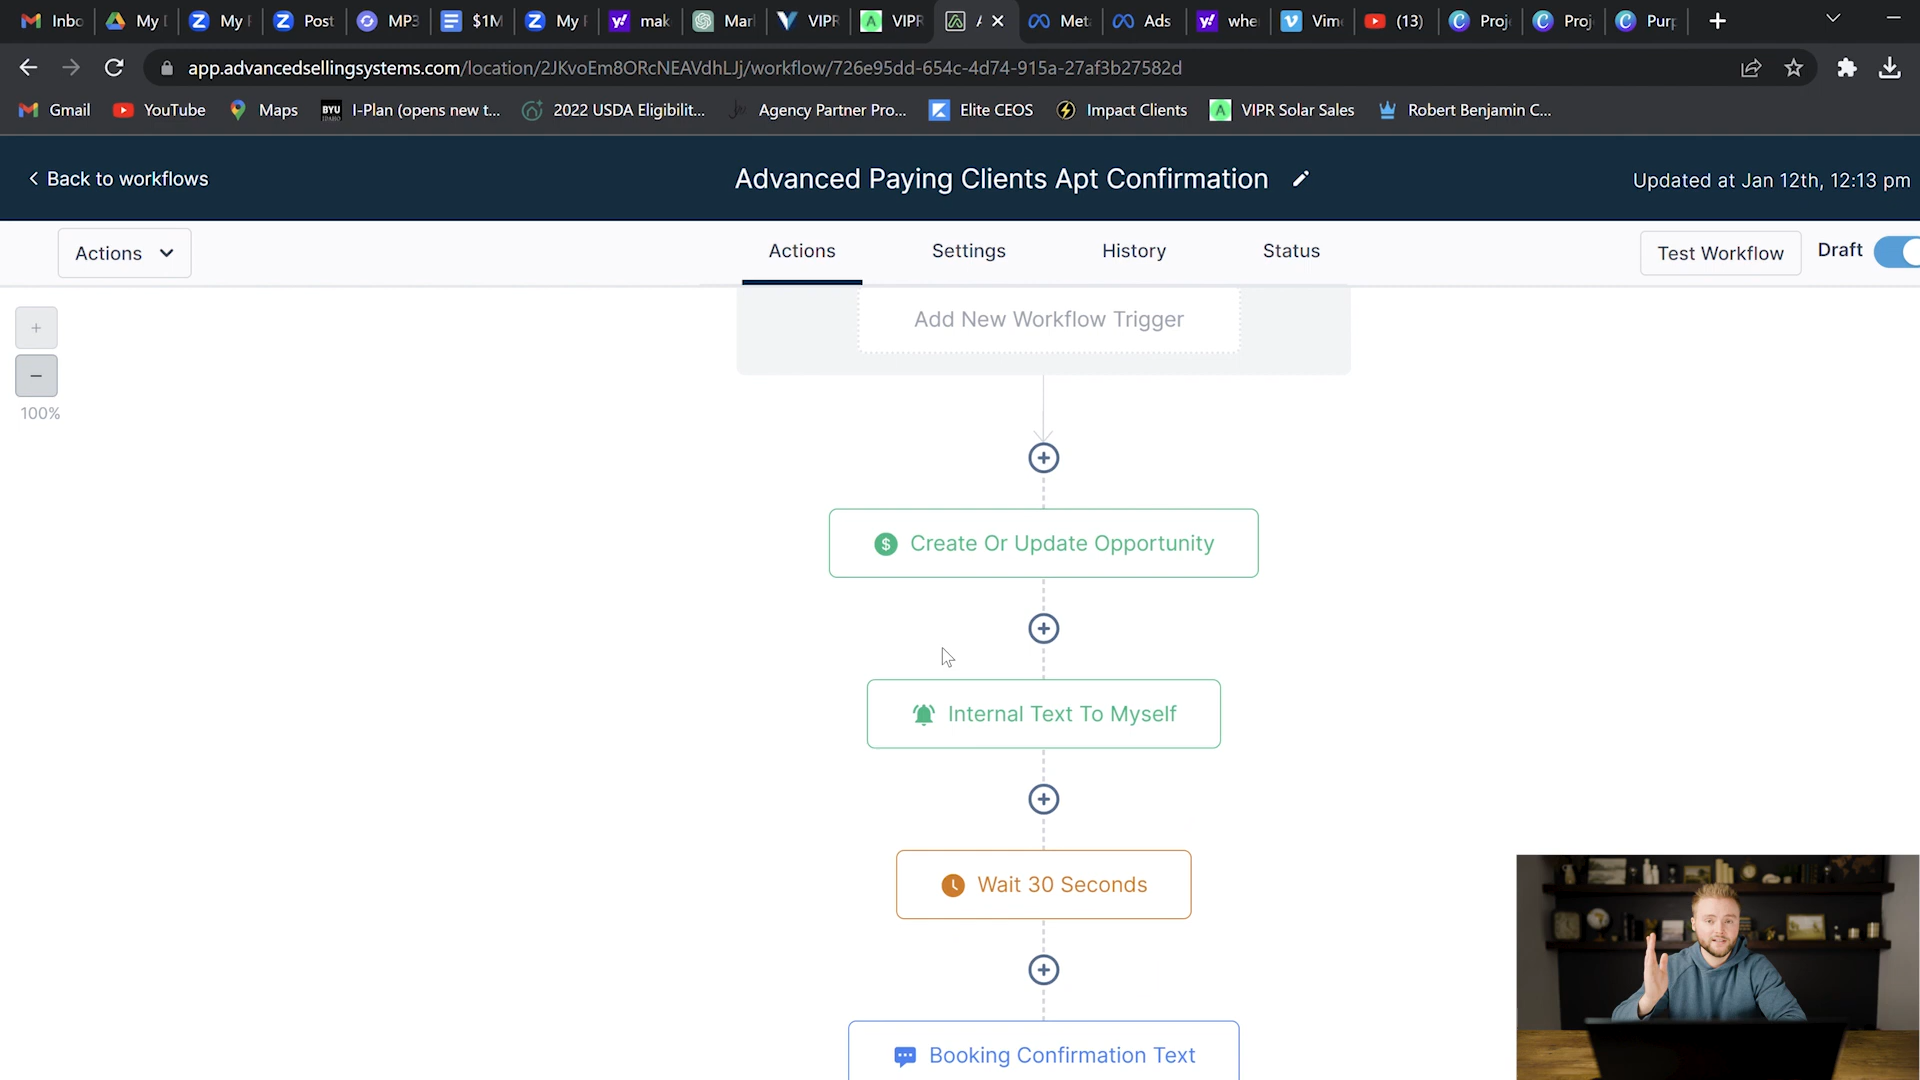 Inbo
My D
My
Post
MP3
$1M
My
mak
Mark
VIPR
VIPR
Met
Ads
whe
Vim
(13)
Proj
Proj
Purp
app.advancedsellingsystems.com/location/2JKvoEm8ORcNEAVdhLJj/workflow/726e95dd-654c-4d74-915a-27af3b27582d
Gmail
YouTube
Maps
BYU
IDAHO
I-Plan (opens new t...
2022 USDA Eligibilit...
Agency Partner Pro...
Elite CEOS
Impact Clients
VIPR Solar Sales
Robert Benjamin C...
Back to workflows
Advanced Paying Clients Apt Confirmation
Updated at Jan 12th, 12:13 pm
Actions
Actions
Settings
History
Status
Test Workflow
Draft
100%
Add New Workflow Trigger
Create Or Update Opportunity
Internal Text To Myself
Wait 30 Seconds
Booking Confirmation Text